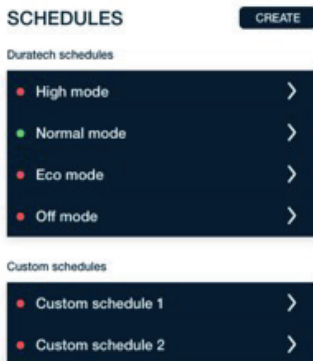 SCHEDULES
CREATE
Duratech schedules
High mode
Normal mode
Eco mode
Off mode
Custom schedules
Custom schedule 1
Custom schedule 2